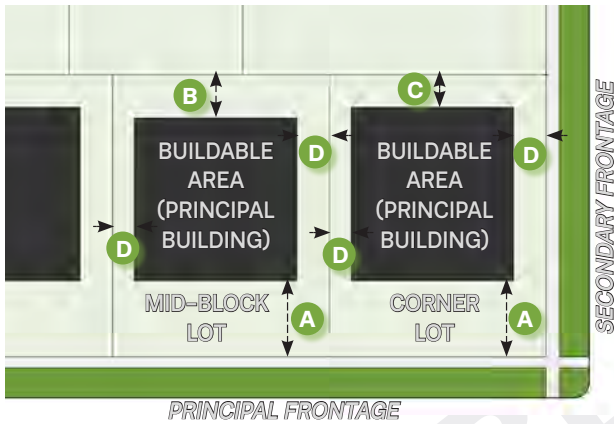 B
C
BUILDABLE
AREA
(PRINCIPAL
BUILDING)
D
BUILDABLE
AREA
(PRINCIPAL
BUILDING)
D
D
D
MID-BLOCK
LOT
A
CORNER
LOT
A
SECONDARY FRONTAGE
PRINCIPAL FRONTAGE